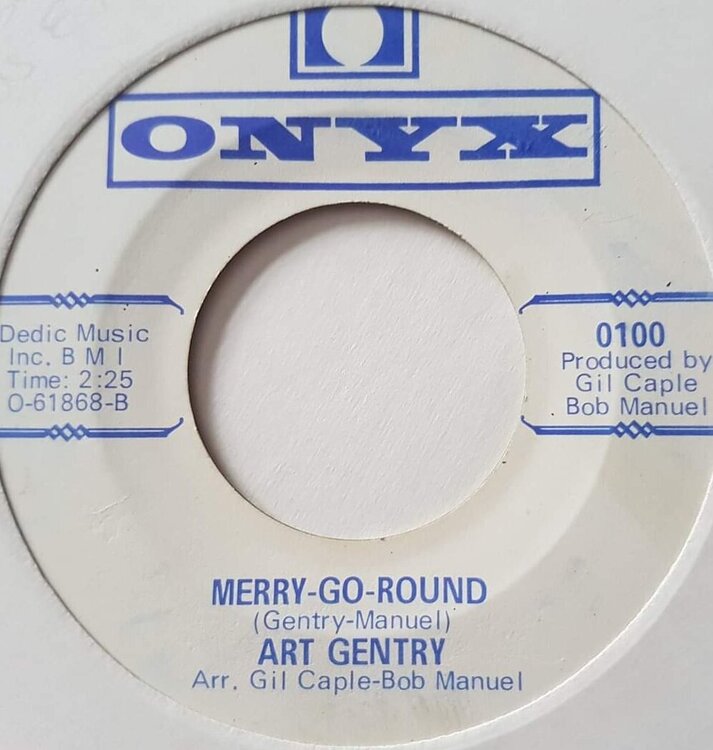 ONYX
Dedic Music
Inc. B M I
Time: 2:25
O-61868-B
0100
Produced by
Gil Caple
Bob Manuel
MERRY-GO-ROUND
(Gentry-Manuel)
ART GENTRY
Arr. Gil Caple-Bob Manuel